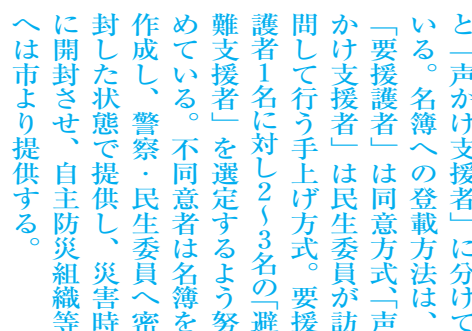 と「声かけ支援者」に分けて
いる。名簿への登載方法は、
「要援護者」は同意方式、「声
かけ支援者」は民生委員が訪
問して行う手上げ方式。要援
護者1名に対し2〜3名の「避
難支援者」を選定するよう努
めている。不同意者は名簿を
作成し、警察・民生委員へ密
封した状態で提供し、災害時
に開封させ、自主防災組織等
へは市より提供する。